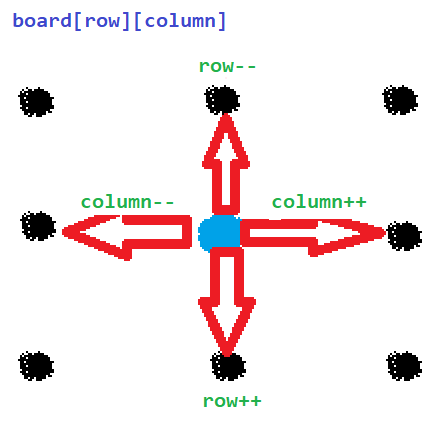 board[row][column]
row--
column--
column++
row++